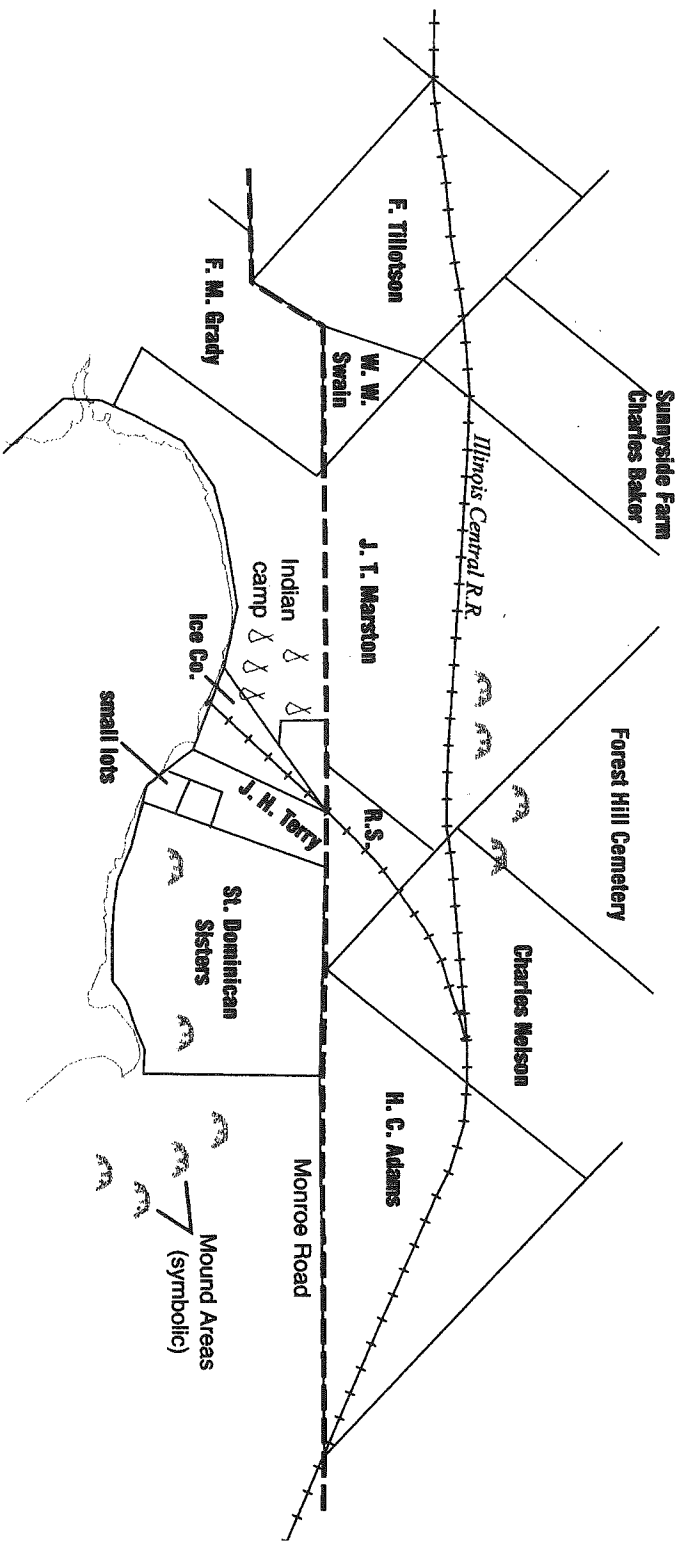 Sunnyside Farm
Charles Baker
Forest Hill Cemetery
F. Tillotson
Illinois Central R.R.
Charles Nelson
W. W.
Swain
J. T. Marston
R.S.
H. C. Adams
F. M. Grady
Indian
camp
Monroe Road
Ice Co.
J. H. Terry
St. Dominican
Sisters
small lots
Mound Areas
(symbolic)